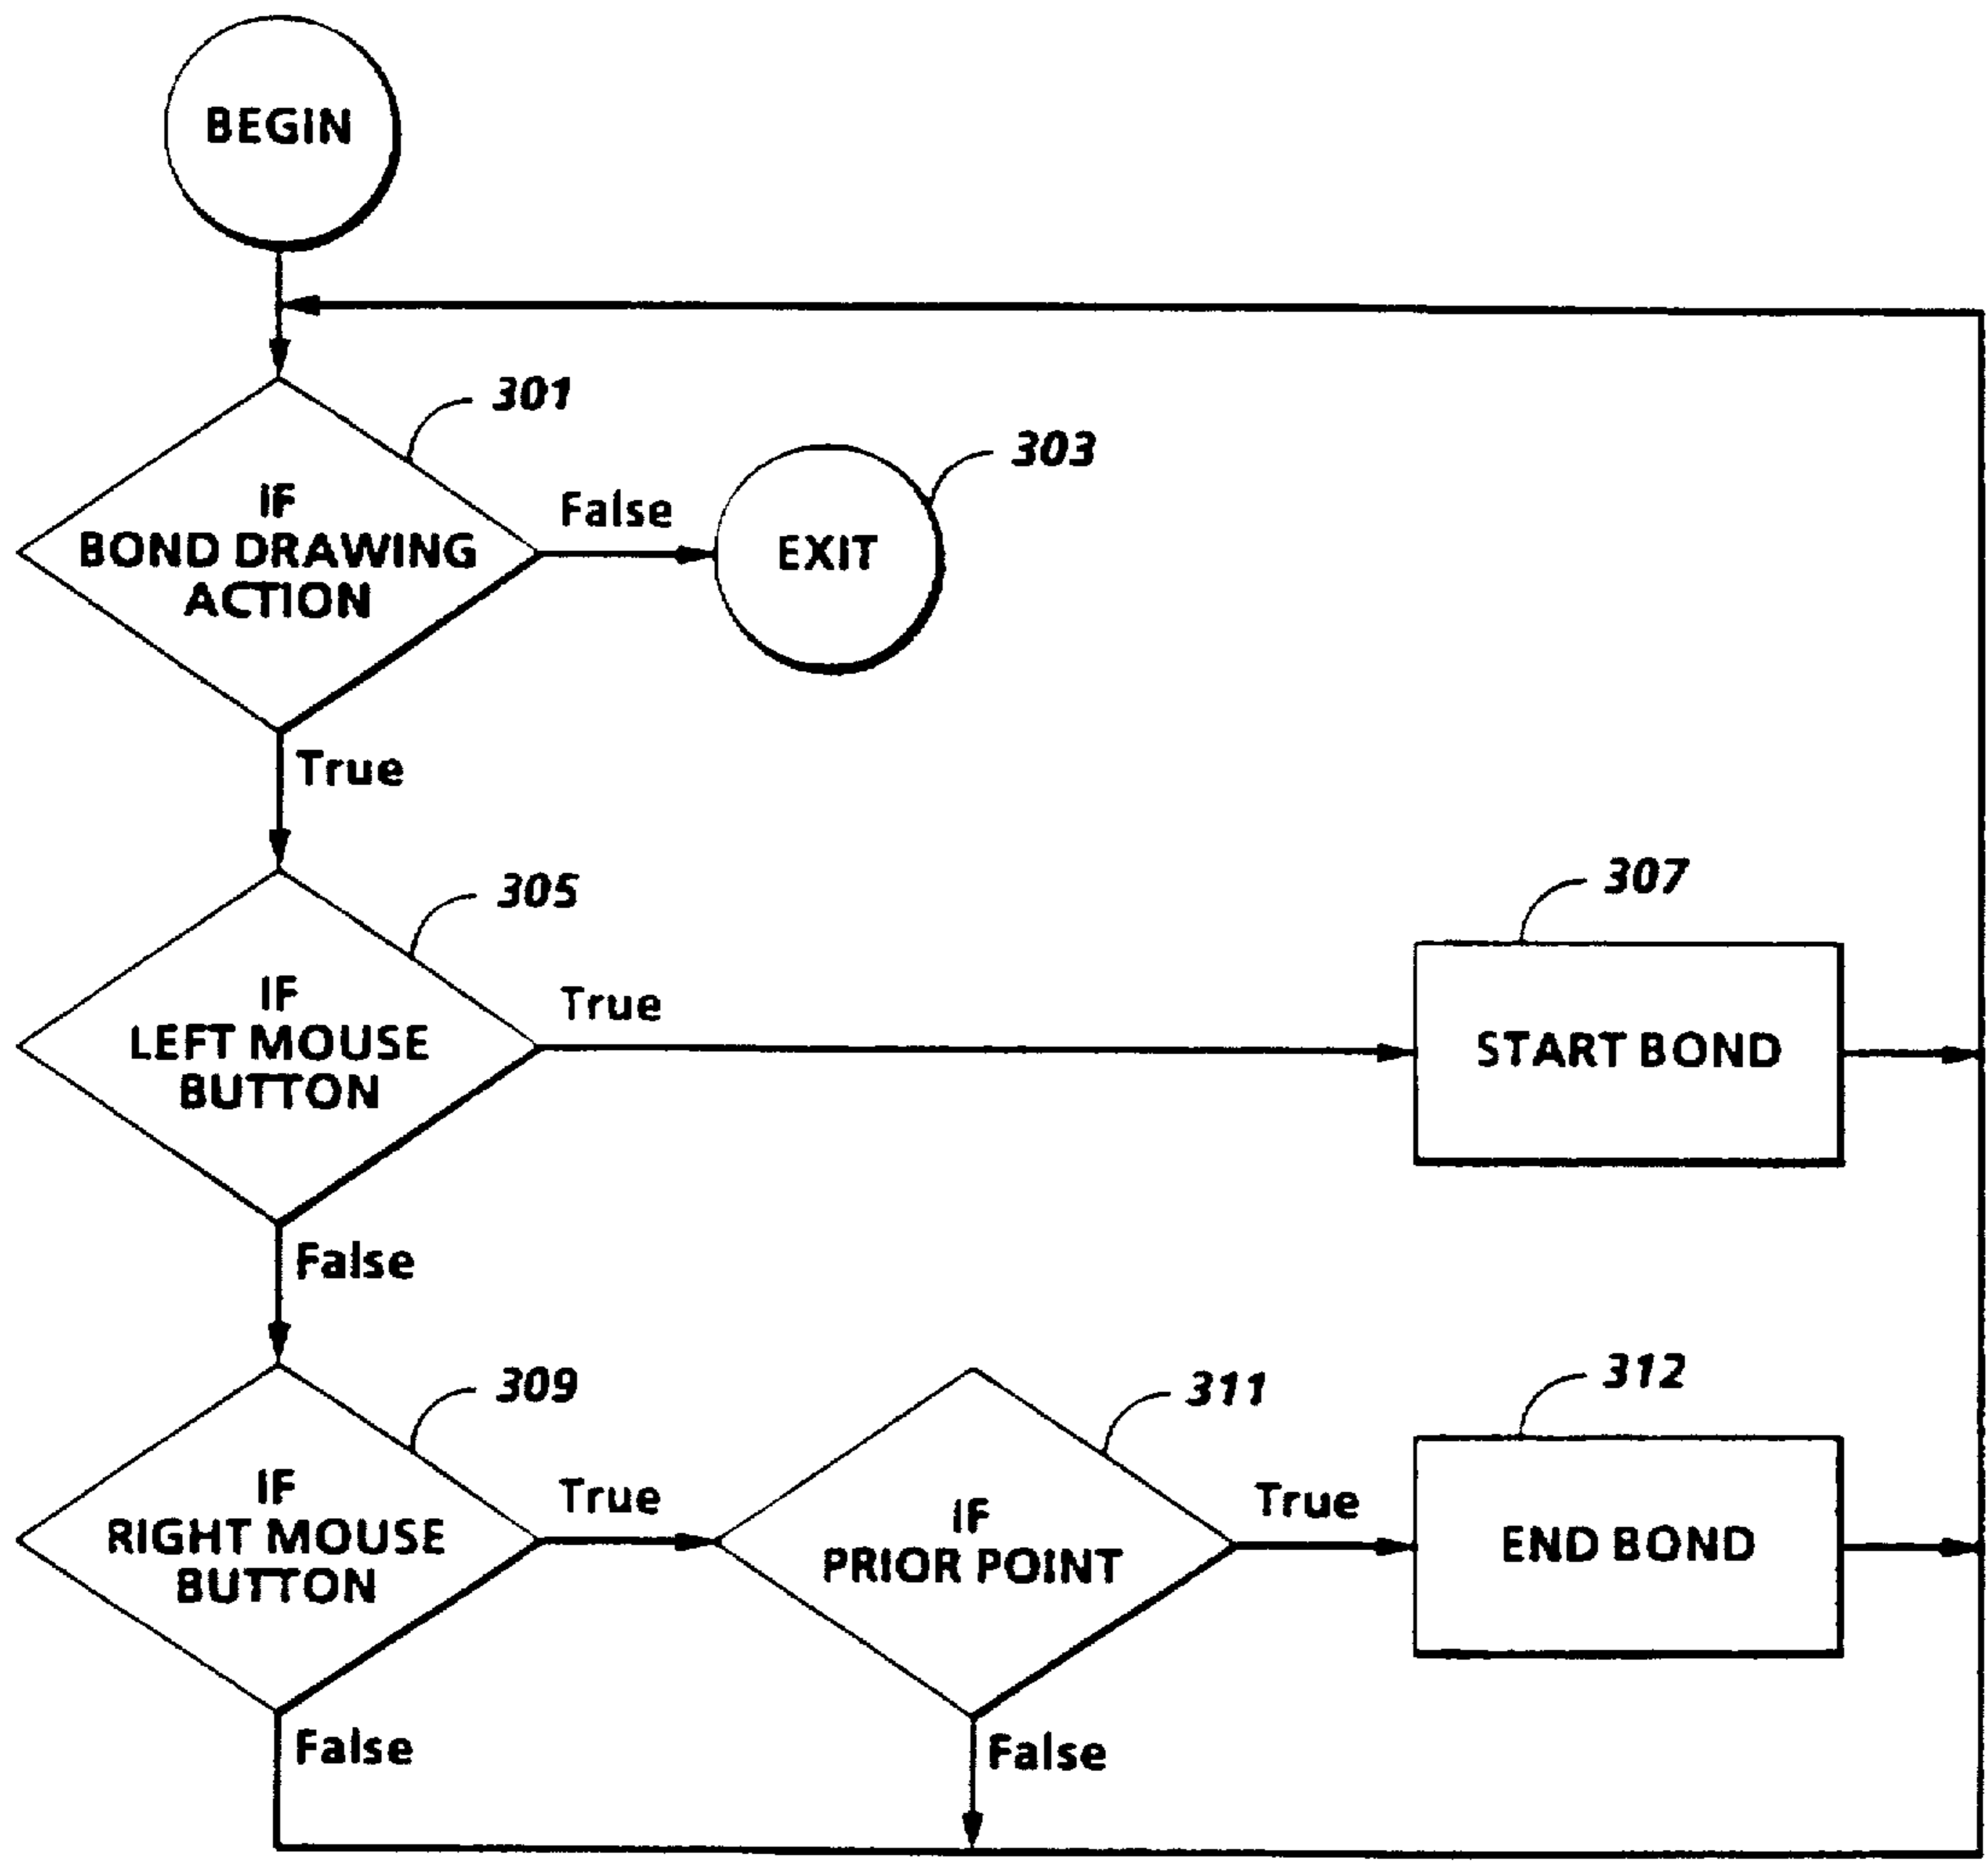 BEGIN
301
IF
BOND DRAWING
ACTION
False
303
EXIT
True
305
IF
LEFT MOUSE
BUTTON
True
307
START BOND
False
309
IF
RIGHT MOUSE
BUTTON
True
311
IF
PRIOR POINT
True
312
END BOND
False
False